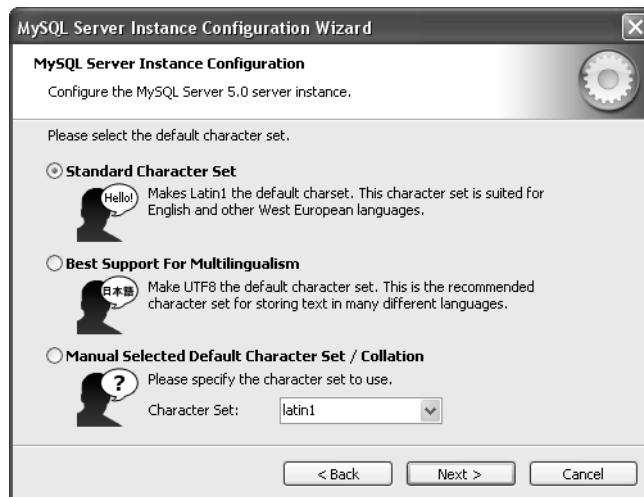 MySQL Server Instance Configuration Wizard
MySQL Server Instance Configuration
Configure the MySQL Server 5.0 server instance.
Please select the default character set.
Standard Character Set
Hello!
Makes Latin1 the default charset. This character set is suited for
English and other West European languages.
Best Support For Multilingualism
日本語
Make UTF8 the default character set. This is the recommended
character set for storing text in many different languages.
Manual Selected Default Character Set / Collation
?
Please specify the character set to use.
Character Set: latin1
< Back Next > Cancel